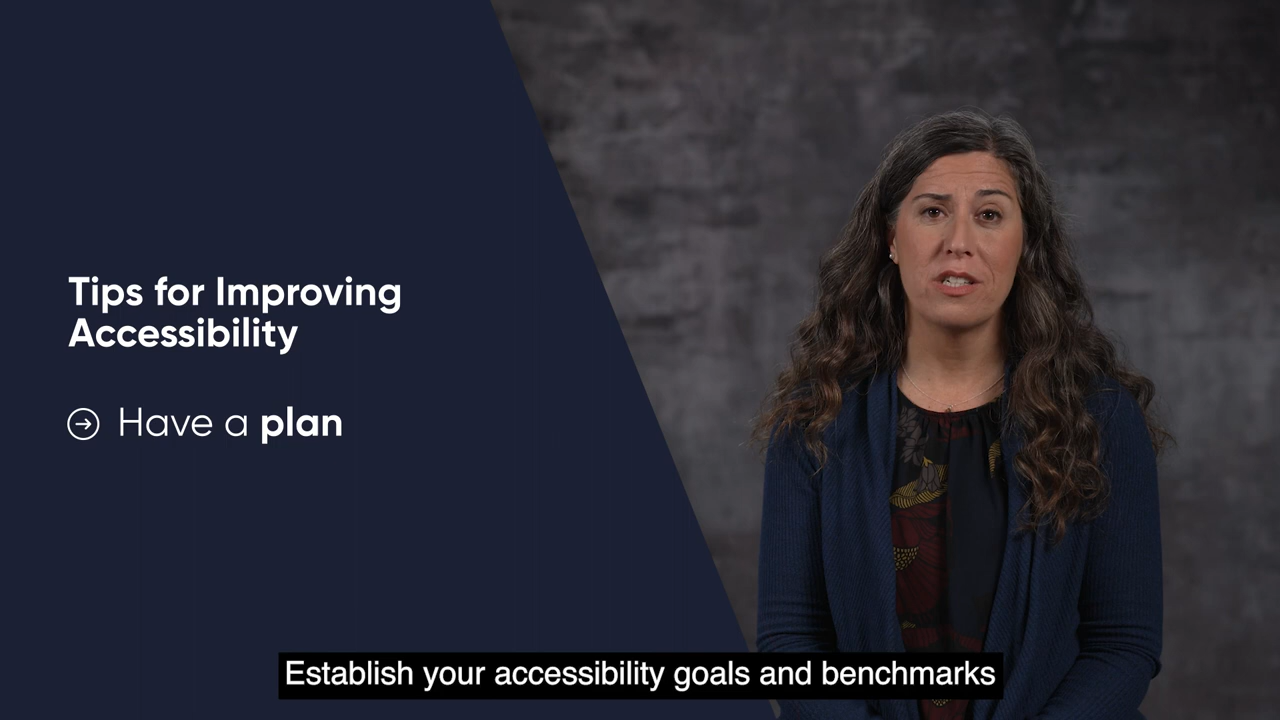 Tips for Improving
Accessibility
Have a plan
Establish your accessibility goals and benchmarks